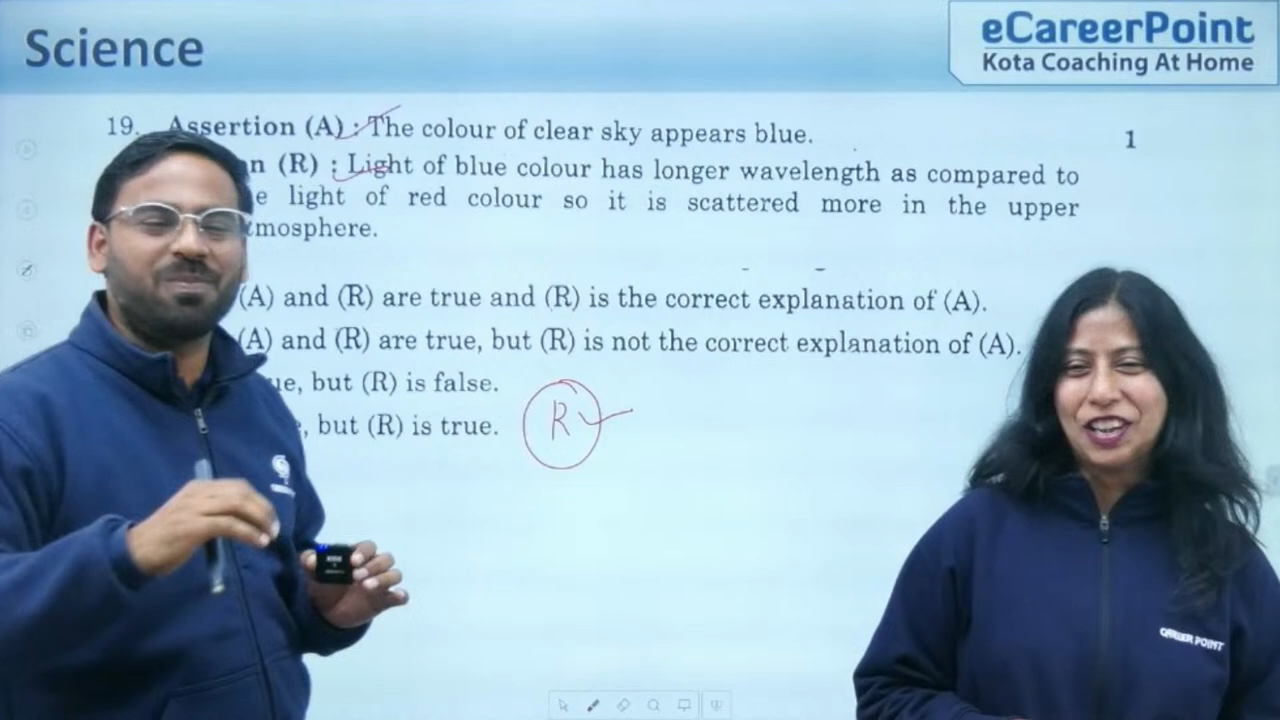 Science
eCareerPoint
Kota Coaching At Home
19. Assertion (A) : The colour of clear sky appears blue. 1
n (R) : Light of blue colour has longer wavelength as compared to
e light of red colour so it is scattered more in the upper
tmosphere.
(A) and (R) are true and (R) is the correct explanation of (A).
(A) and (R) are true, but (R) is not the correct explanation of (A).
ue, but (R) is false.
, but (R) is true.
R
CAREER POINT